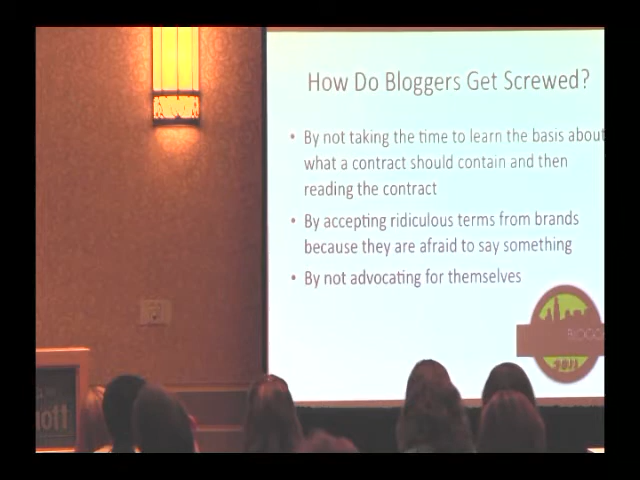 How Do Bloggers Get Screwed?
• By not taking the time to learn the basis about
what a contract should contain and then
reading the contract
• By accepting ridiculous terms from brands
because they are afraid to say something
• By not advocating for themselves
BLOGG
iott